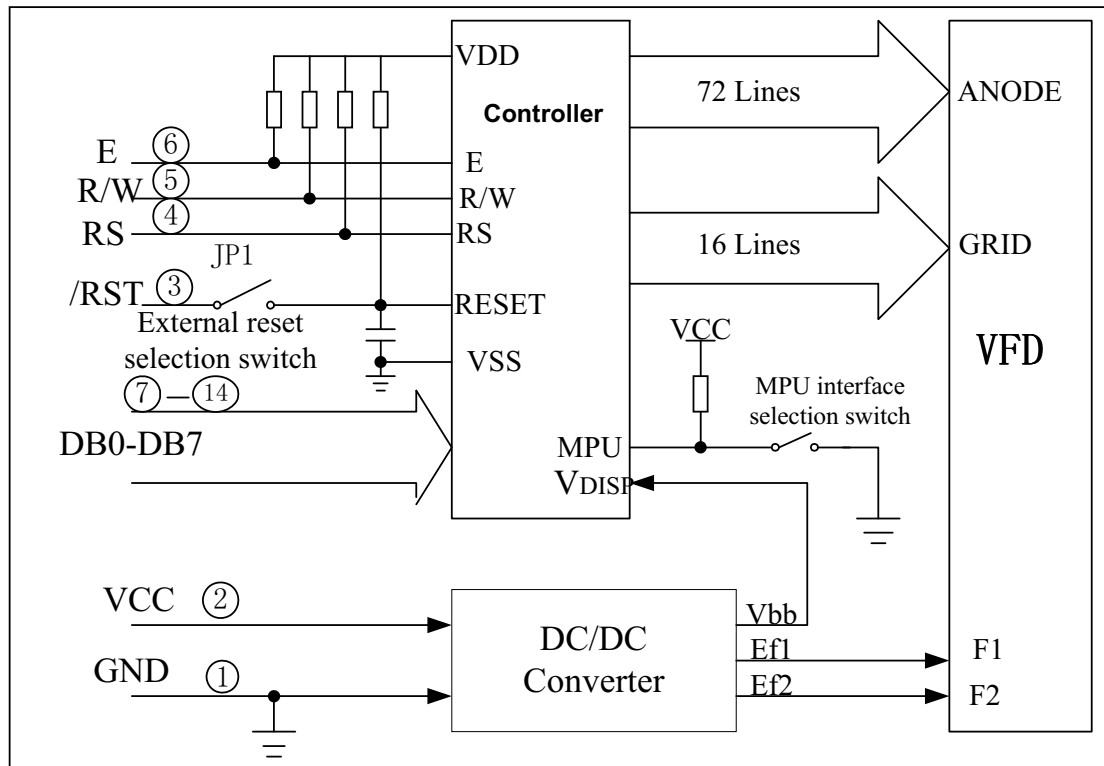 VDD
Controller
72 Lines
ANODE
E
⑥
E
R/W
⑤
R/W
RS
④
RS
16 Lines
GRID
JP1
/RST
③
RESET
External reset
selection switch
VSS
VCC
VFD
MPU interface
selection switch
⑦—⑭
DB0-DB7
MPU
VDISP
VCC ②
Vbb
DC/DC
Converter
Ef1
F1
GND ①
Ef2
F2